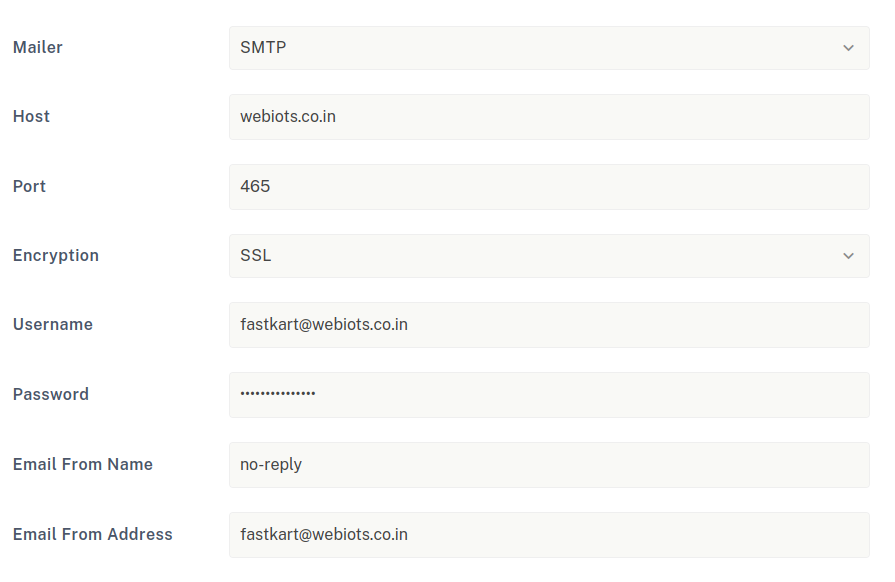 Mailer
SMTP
Host
webiots.co.in
Port
465
Encryption
SSL
Username
fastkart@webiots.co.in
Password
•••••••••••••••
Email From Name
no-reply
Email From Address
fastkart@webiots.co.in